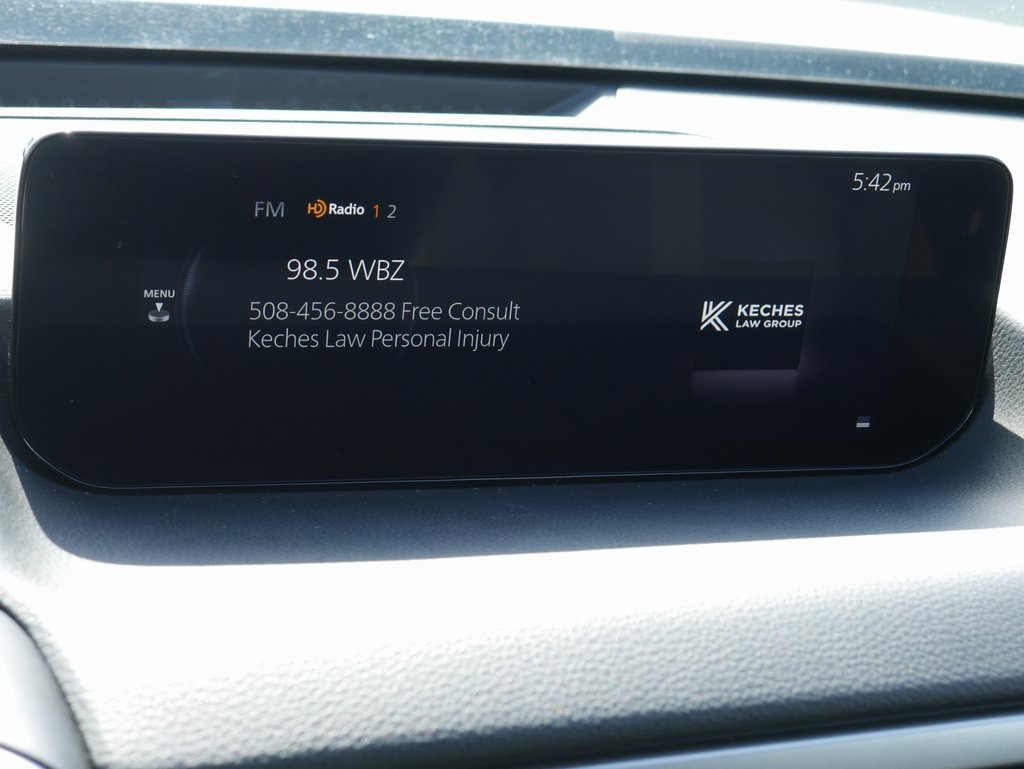 5:42 pm
FM HD Radio 1 2
98.5 WBZ
MENU
508-456-8888 Free Consult
Keches Law Personal Injury
KECHES
LAW GROUP